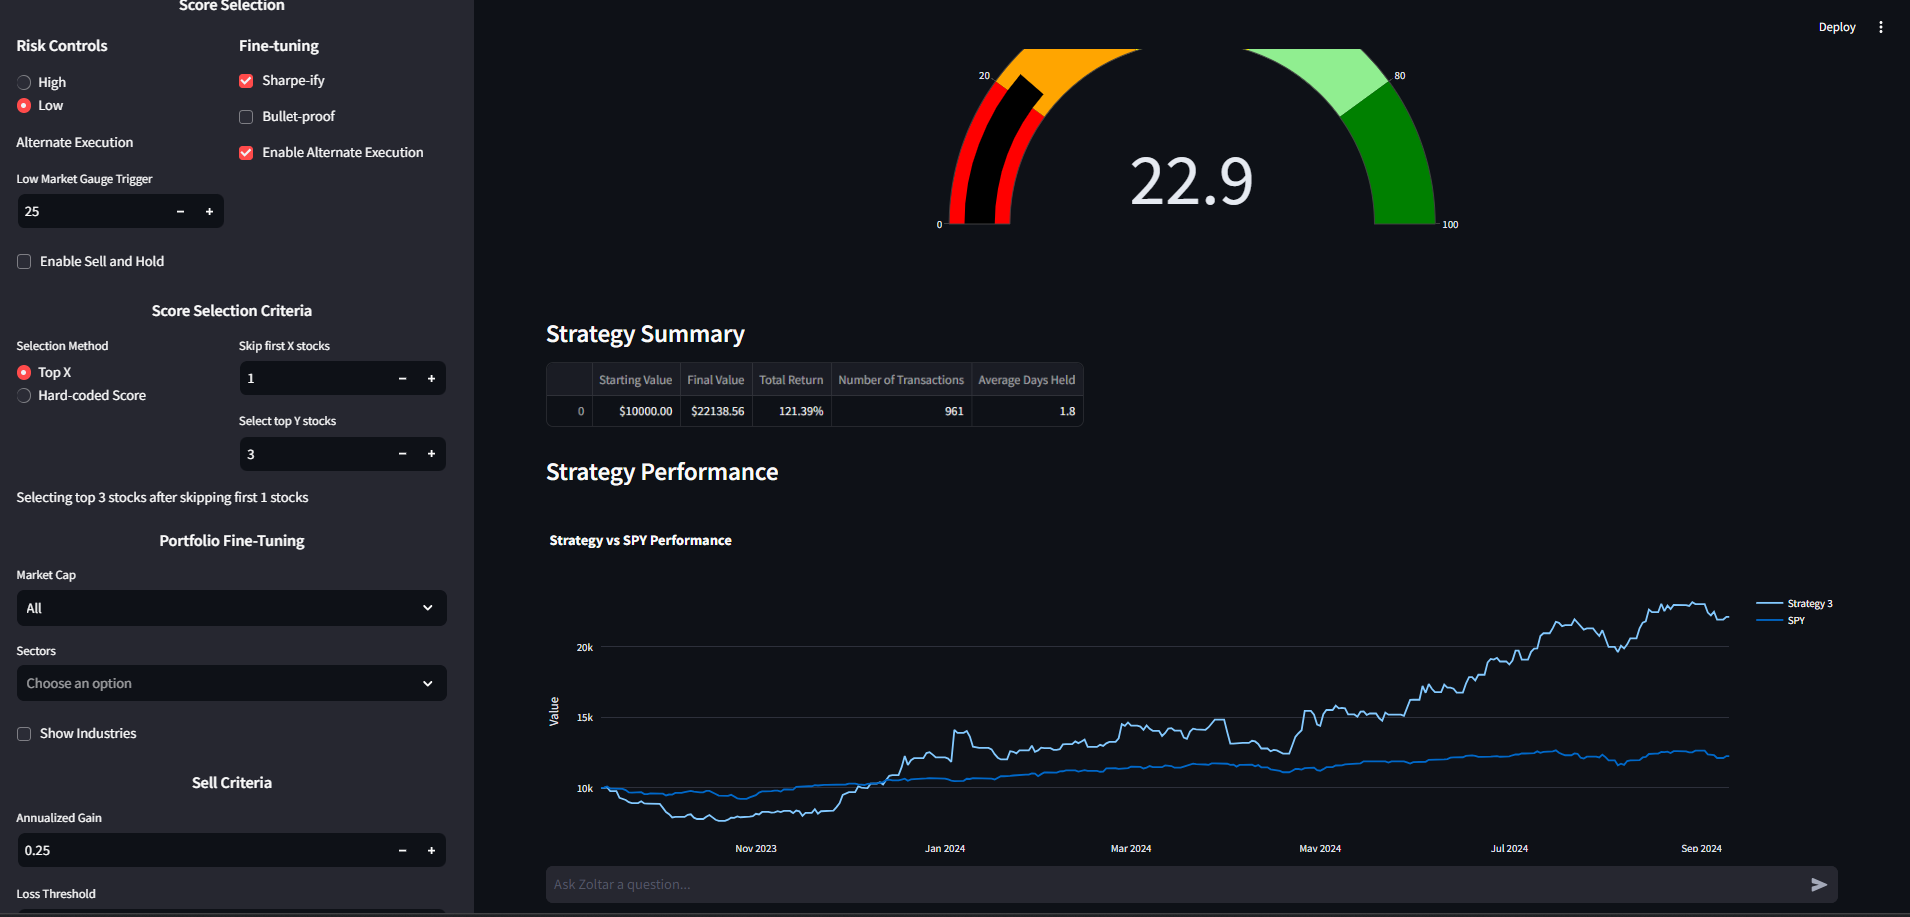 Score Selection
Risk Controls
High
Low
Alternate Execution
Low Market Gauge Trigger
25
Enable Sell and Hold
Fine-tuning
Sharpe-ify
Bullet-proof
Enable Alternate Execution
Score Selection Criteria
Selection Method
Top X
Hard-coded Score
Skip first X stocks
1
Select top Y stocks
3
Selecting top 3 stocks after skipping first 1 stocks
Portfolio Fine-Tuning
Market Cap
All
Sectors
Choose an option
Show Industries
Sell Criteria
Annualized Gain
0.25
Loss Threshold
Deploy
20
80
22.9
0
100
Strategy Summary
Starting Value Final Value Total Return Number of Transactions Average Days Held
0 $10000.00 $22138.56 121.39% 961 1.8
Strategy Performance
Strategy vs SPY Performance
Strategy 3
SPY
20k
15k
10k
Value
Nov 2023 Jan 2024 Mar 2024 May 2024 Jul 2024 Sep 2024
Ask Zoltar a question...